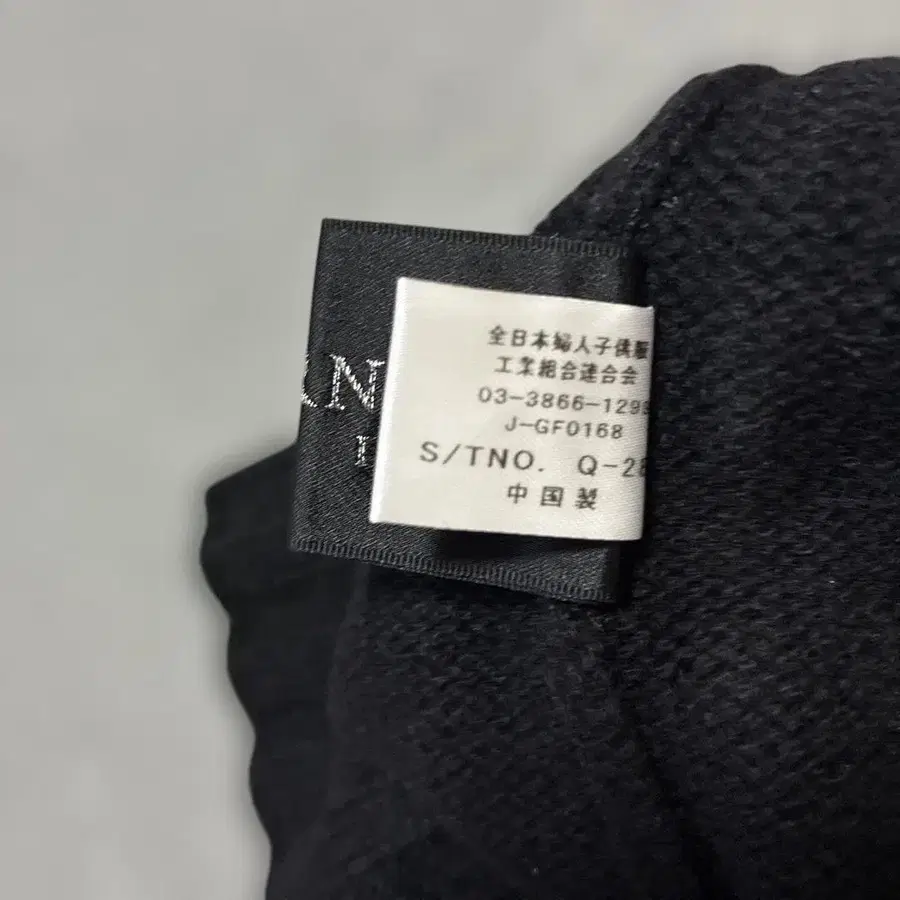 全日本婦人子供服
工業組合連合会
03-3866-129
J-GF0168
S/TNO. Q-2
中国製